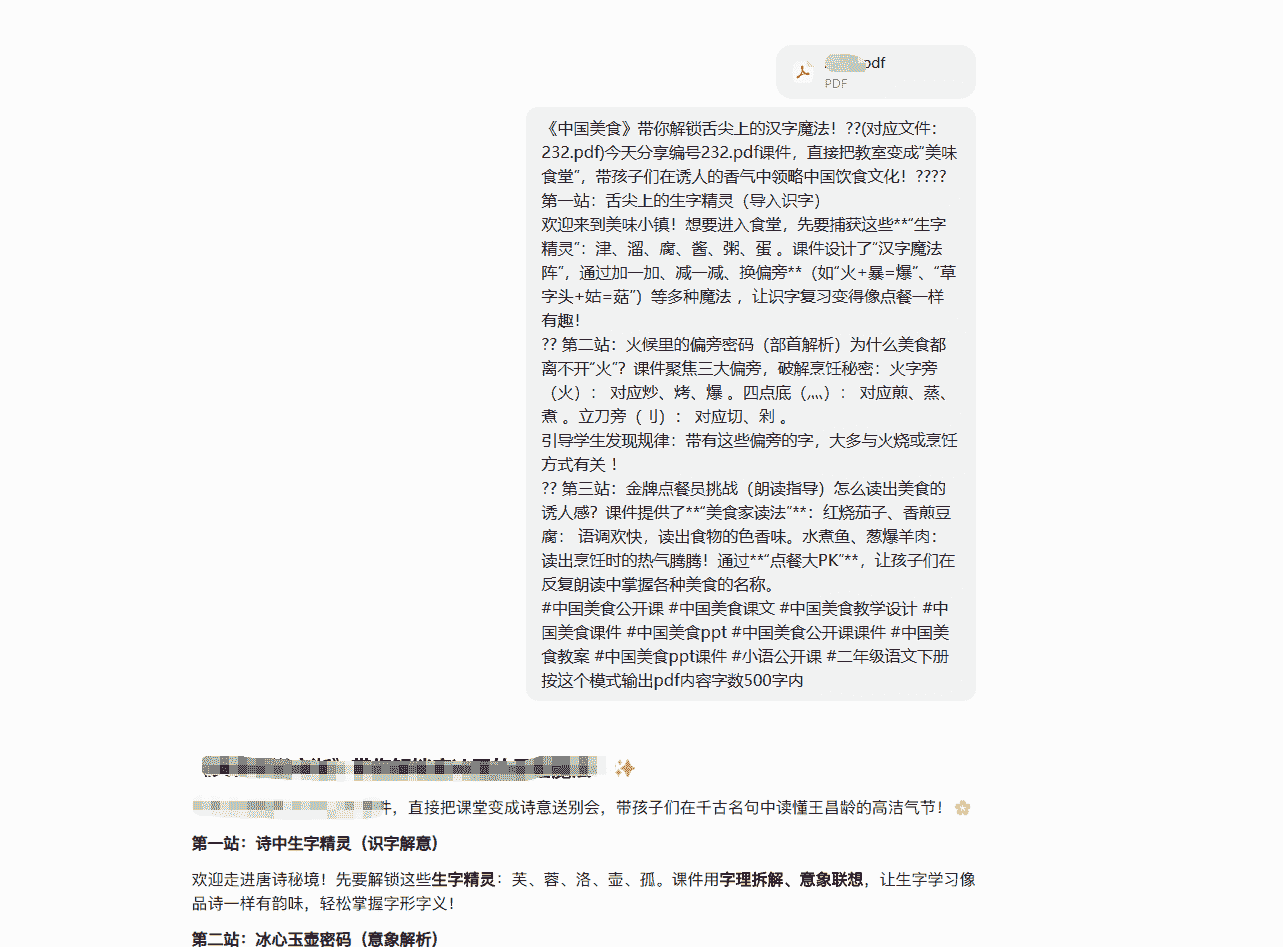 pdf
PDF
《中国美食》带你解锁舌尖上的汉字魔法！??(对应文件：
232.pdf)今天分享编号232.pdf课件，直接把教室变成“美味
食堂”，带孩子们在诱人的香气中领略中国饮食文化！????
第一站：舌尖上的生字精灵（导入识字）
欢迎来到美味小镇！想要进入食堂，先要捕获这些**“生字
精灵”：津、溜、腐、酱、粥、蛋 。课件设计了“汉字魔法
阵”，通过加一加、减一减、换偏旁**（如“火+暴=爆”、“草
字头+姑=菇”）等多种魔法 ，让识字复习变得像点餐一样
有趣！
?? 第二站：火候里的偏旁密码（部首解析）为什么美食都
离不开“火”？课件聚焦三大偏旁，破解烹饪秘密：火字旁
（火）： 对应炒、烤、爆 。四点底（灬）： 对应煎、蒸、
煮 。立刀旁（刂）： 对应切、剁 。
引导学生发现规律：带有这些偏旁的字，大多与火烧或烹饪
方式有关 ！
?? 第三站：金牌点餐员挑战（朗读指导）怎么读出美食的
诱人感？课件提供了**“美食家读法”**：红烧茄子、香煎豆
腐： 语调欢快，读出食物的色香味。水煮鱼、葱爆羊肉：
读出烹饪时的热气腾腾！通过**“点餐大PK”**，让孩子们在
反复朗读中掌握各种美食的名称。
#中国美食公开课 #中国美食课文 #中国美食教学设计 #中
国美食课件 #中国美食ppt #中国美食公开课课件 #中国美
食教案 #中国美食ppt课件 #小语公开课 #二年级语文下册
按这个模式输出pdf内容字数500字内
件，直接把课堂变成诗意送别会，带孩子们在千古名句中读懂王昌龄的高洁气节！
第一站：诗中生字精灵（识字解意）
欢迎走进唐诗秘境！先要解锁这些生字精灵：芙、蓉、洛、壶、孤。课件用字理拆解、意象联想，让生字学习像
品诗一样有韵味，轻松掌握字形字义！
第二站：冰心玉壶密码（意象解析）